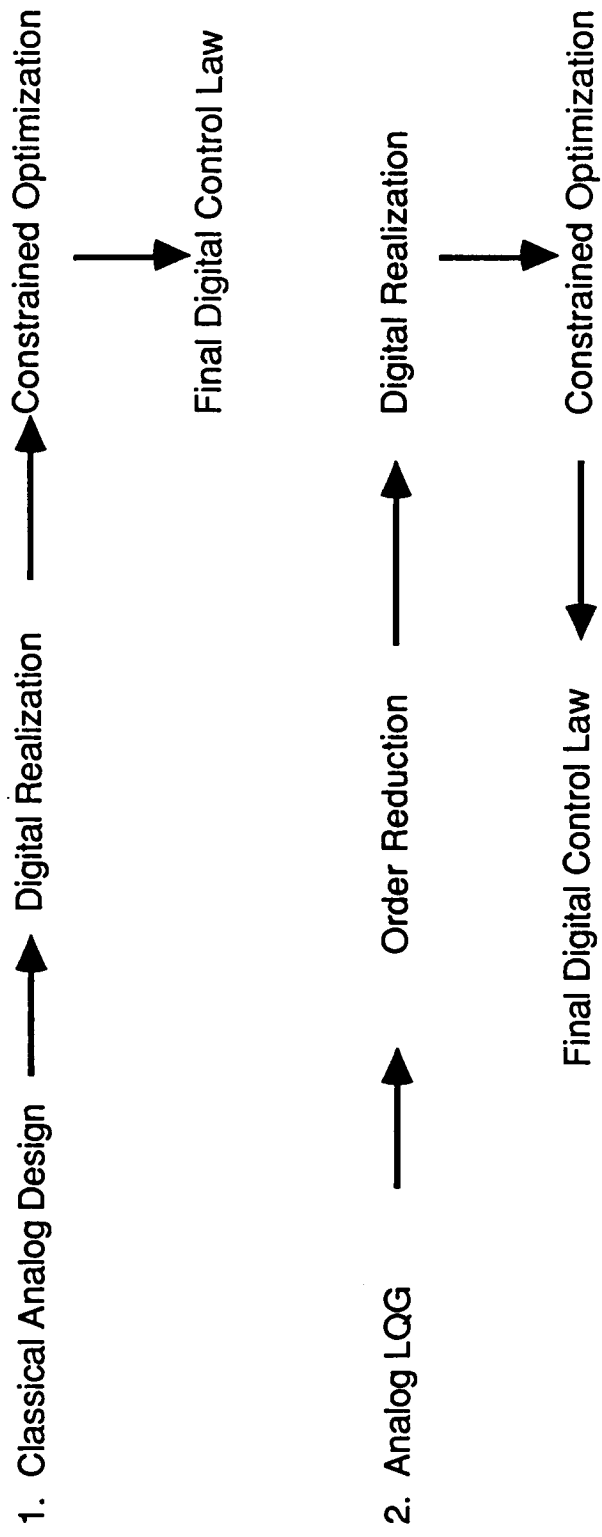 1. Classical Analog Design
Digital Realization
Constrained Optimization
Final Digital Control Law
2. Analog LQG
Order Reduction
Digital Realization
Constrained Optimization
Final Digital Control Law